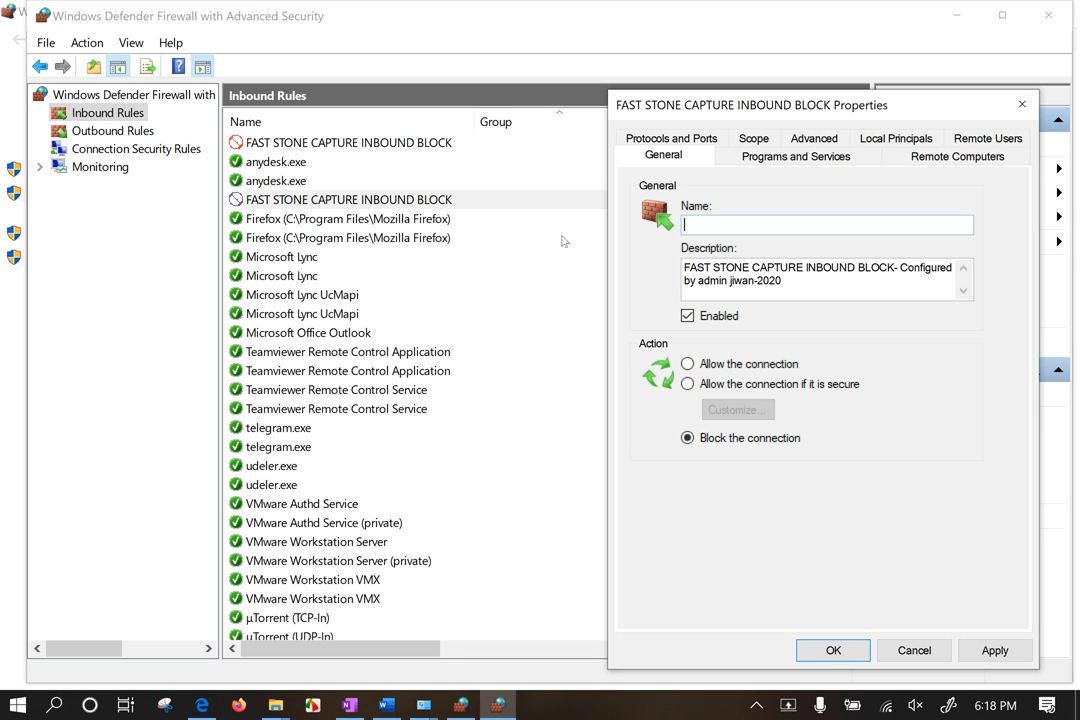 Windows Defender Firewall with Advanced Security
File Action View Help
Windows Defender Firewall with
Inbound Rules
Outbound Rules
Connection Security Rules
Monitoring
Inbound Rules
Name Group
FAST STONE CAPTURE INBOUND BLOCK
anydesk.exe
anydesk.exe
FAST STONE CAPTURE INBOUND BLOCK
Firefox (C:\Program Files\Mozilla Firefox)
Firefox (C:\Program Files\Mozilla Firefox)
Microsoft Lync
Microsoft Lync
Microsoft Lync UcMapi
Microsoft Lync UcMapi
Microsoft Office Outlook
Teamviewer Remote Control Application
Teamviewer Remote Control Application
Teamviewer Remote Control Service
Teamviewer Remote Control Service
telegram.exe
telegram.exe
udeler.exe
udeler.exe
VMware Authd Service
VMware Authd Service (private)
VMware Workstation Server
VMware Workstation Server (private)
VMware Workstation VMX
VMware Workstation VMX
µTorrent (TCP-In)
µTorrent (UDP-In)
FAST STONE CAPTURE INBOUND BLOCK Properties
Protocols and Ports Scope Advanced Local Principals Remote Users
General Programs and Services Remote Computers
General
Name:
Description:
FAST STONE CAPTURE INBOUND BLOCK- Configured
by admin jiwan-2020
Enabled
Action
Allow the connection
Allow the connection if it is secure
Customize...
Block the connection
OK Cancel Apply
6:18 PM